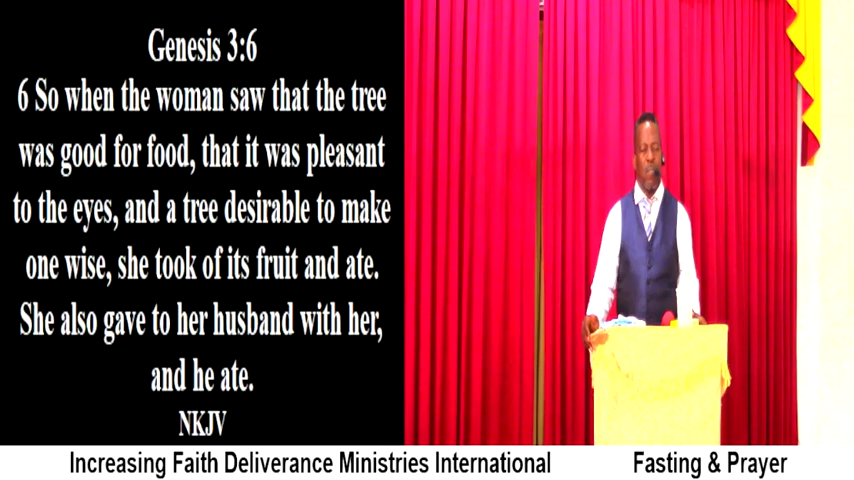 Genesis 3:6
6 So when the woman saw that the tree
was good for food, that it was pleasant
to the eyes, and a tree desirable to make
one wise, she took of its fruit and ate.
She also gave to her husband with her,
and he ate.
NKJV
Increasing Faith Deliverance Ministries International
Fasting & Prayer